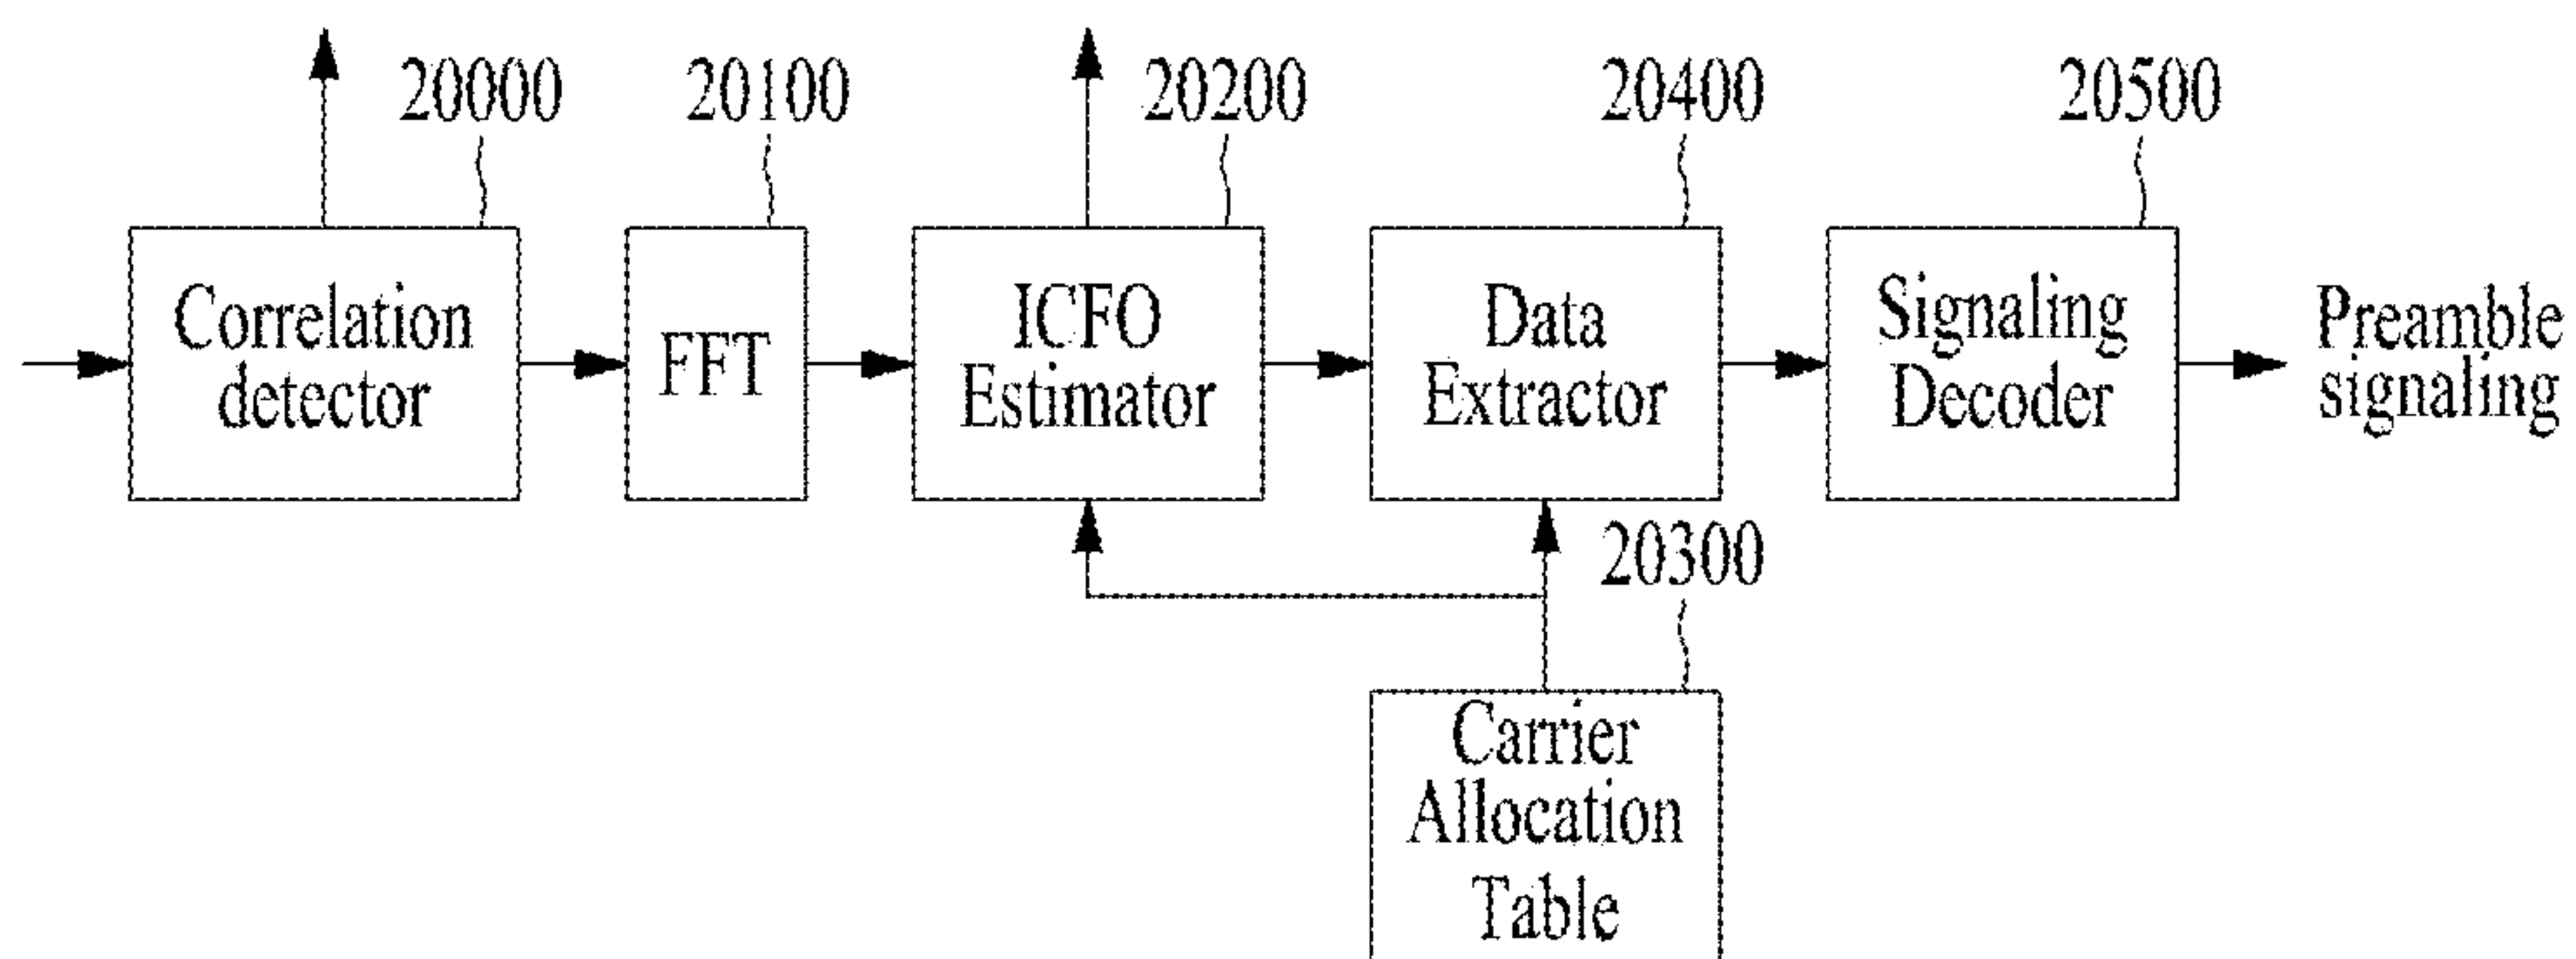 20000
20100
20200
20400
20500
Correlation
detector
FFT
ICFO
Estimator
Data
Extractor
Signaling
Decoder
Preamble
signaling
20300
Carrier
Allocation
Table